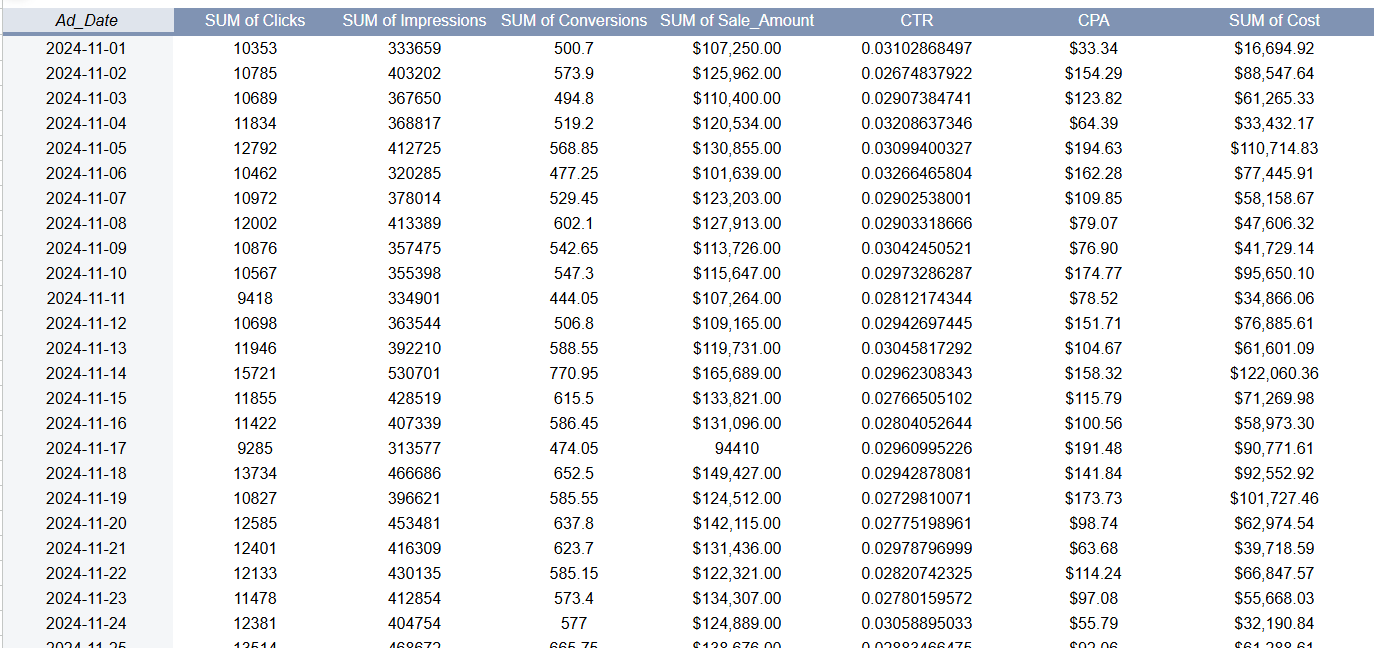 Ad_Date SUM of Clicks SUM of Impressions SUM of Conversions SUM of Sale_Amount CTR CPA SUM of Cost
2024-11-01 10353 333659 500.7 $107,250.00 0.03102868497 $33.34 $16,694.92
2024-11-02 10785 403202 573.9 $125,962.00 0.02674837922 $154.29 $88,547.64
2024-11-03 10689 367650 494.8 $110,400.00 0.02907384741 $123.82 $61,265.33
2024-11-04 11834 368817 519.2 $120,534.00 0.03208637346 $64.39 $33,432.17
2024-11-05 12792 412725 568.85 $130,855.00 0.03099400327 $194.63 $110,714.83
2024-11-06 10462 320285 477.25 $101,639.00 0.03266465804 $162.28 $77,445.91
2024-11-07 10972 378014 529.45 $123,203.00 0.02902538001 $109.85 $58,158.67
2024-11-08 12002 413389 602.1 $127,913.00 0.02903318666 $79.07 $47,606.32
2024-11-09 10876 357475 542.65 $113,726.00 0.03042450521 $76.90 $41,729.14
2024-11-10 10567 355398 547.3 $115,647.00 0.02973286287 $174.77 $95,650.10
2024-11-11 9418 334901 444.05 $107,264.00 0.02812174344 $78.52 $34,866.06
2024-11-12 10698 363544 506.8 $109,165.00 0.02942697445 $151.71 $76,885.61
2024-11-13 11946 392210 588.55 $119,731.00 0.03045817292 $104.67 $61,601.09
2024-11-14 15721 530701 770.95 $165,689.00 0.02962308343 $158.32 $122,060.36
2024-11-15 11855 428519 615.5 $133,821.00 0.02766505102 $115.79 $71,269.98
2024-11-16 11422 407339 586.45 $131,096.00 0.02804052644 $100.56 $58,973.30
2024-11-17 9285 313577 474.05 94410 0.02960995226 $191.48 $90,771.61
2024-11-18 13734 466686 652.5 $149,427.00 0.02942878081 $141.84 $92,552.92
2024-11-19 10827 396621 585.55 $124,512.00 0.02729810071 $173.73 $101,727.46
2024-11-20 12585 453481 637.8 $142,115.00 0.02775198961 $98.74 $62,974.54
2024-11-21 12401 416309 623.7 $131,436.00 0.02978796999 $63.68 $39,718.59
2024-11-22 12133 430135 585.15 $122,321.00 0.02820742325 $114.24 $66,847.57
2024-11-23 11478 412854 573.4 $134,307.00 0.02780159572 $97.08 $55,668.03
2024-11-24 12381 404754 577 $124,889.00 0.03058895033 $55.79 $32,190.84
2024-11-25 13514 468672 665.75